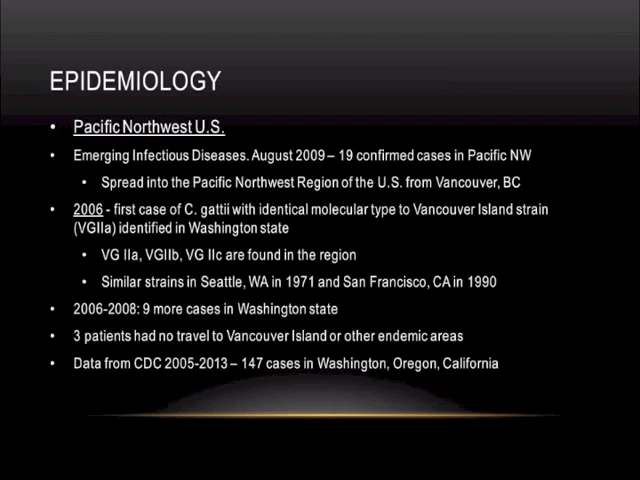 EPIDEMIOLOGY
• Pacific Northwest U.S.
• Emerging Infectious Diseases. August 2009 – 19 confirmed cases in Pacific NW
• Spread into the Pacific Northwest Region of the U.S. from Vancouver, BC
• 2006 - first case of C. gattii with identical molecular type to Vancouver Island strain
(VGIIa) identified in Washington state
• VG IIa, VGIIb, VG IIc are found in the region
• Similar strains in Seattle, WA in 1971 and San Francisco, CA in 1990
• 2006-2008: 9 more cases in Washington state
• 3 patients had no travel to Vancouver Island or other endemic areas
• Data from CDC 2005-2013 – 147 cases in Washington, Oregon, California